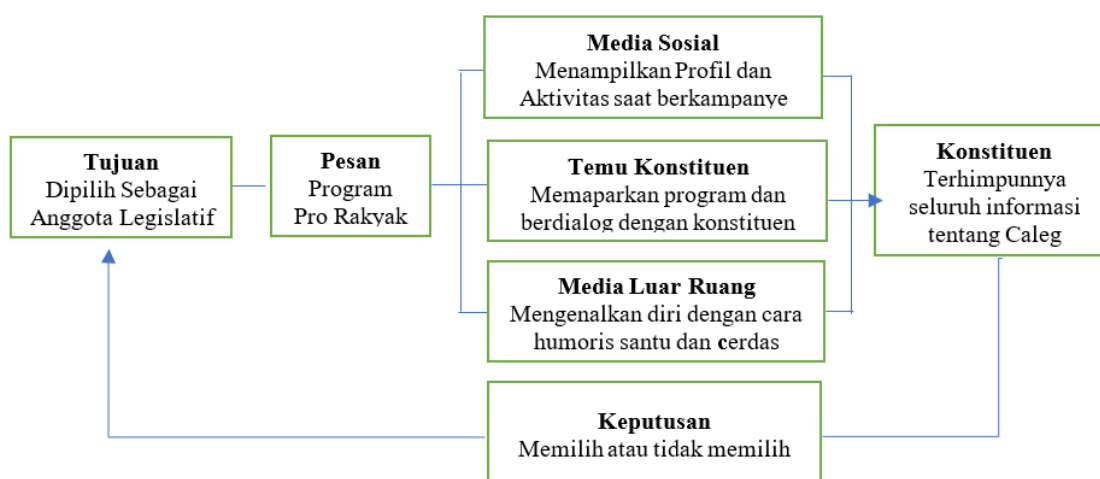 Tujuan
Dipilih Sebagai
Anggota Legislatif
Pesan
Program
Pro Rakyak
Media Sosial
Menampilkan Profil dan
Aktivitas saat berkampanye
Temu Konstituen
Memaparkan program dan
berdialog dengan konstituen
Media Luar Ruang
Mengenalkan diri dengan cara
humoris santu dan cerdas
Konstituen
Terhimpunnya
seluruh informasi
tentang Caleg
Keputusan
Memilih atau tidak memilih